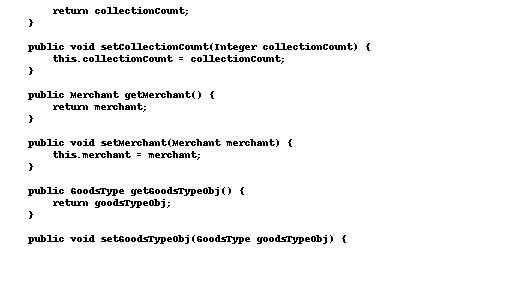 return collectionCount;
}
public void setCollectionCount(Integer collectionCount) {
this.collectionCount = collectionCount;
}
public Merchant getMerchant() {
return merchant;
}
public void setMerchant(Merchant merchant) {
this.merchant = merchant;
}
public GoodsType getGoodsTypeObj() {
return goodsTypeObj;
}
public void setGoodsTypeObj(GoodsType goodsTypeObj) {